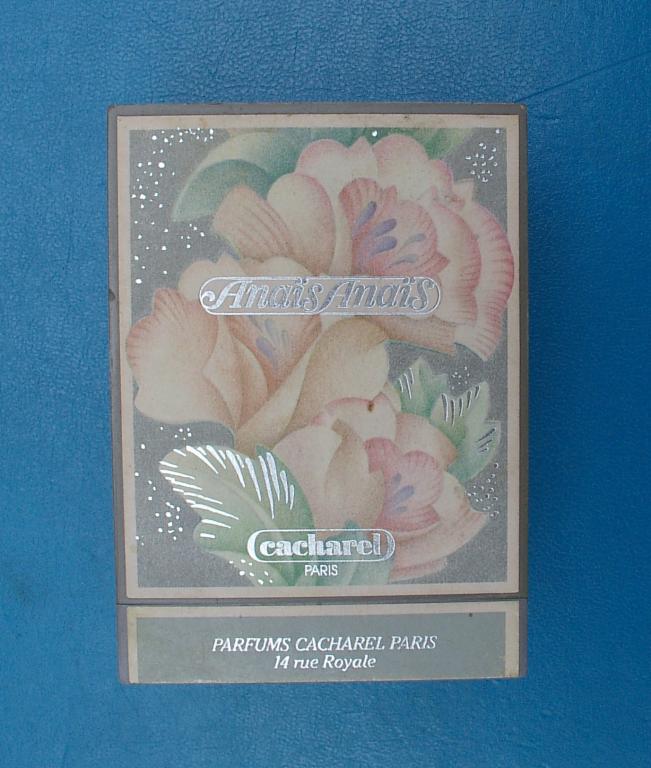 Anaïs Anaïs
cacharel
PARIS
PARFUMS CACHAREL PARIS
14 rue Royale